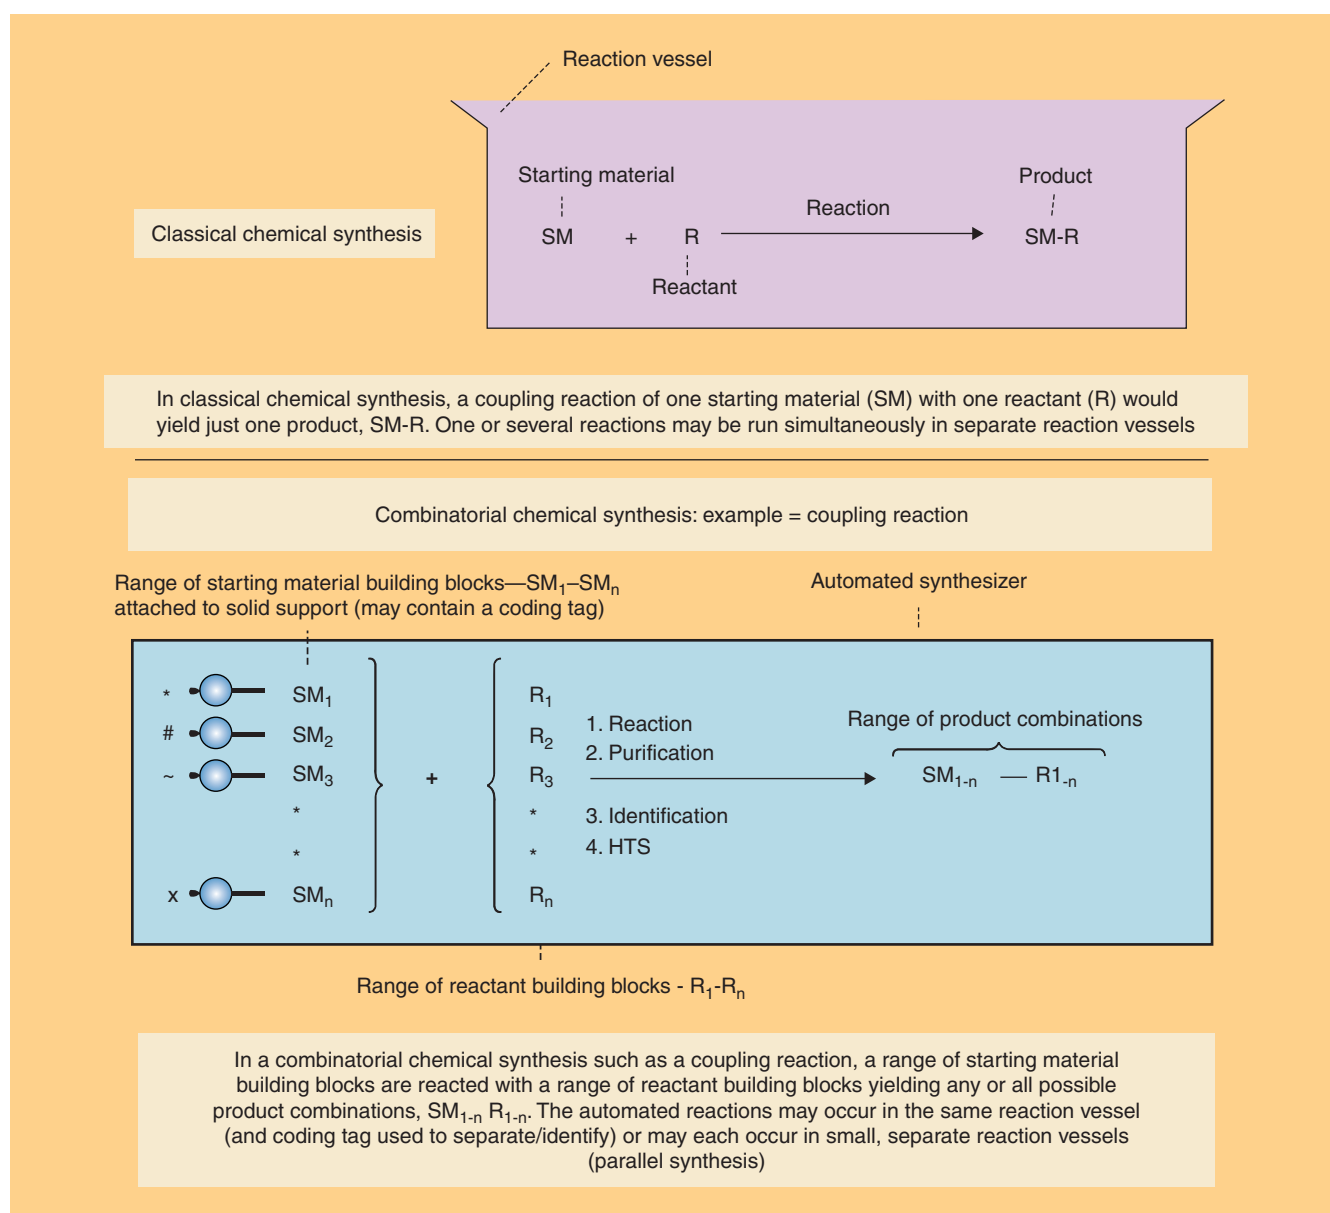 Reaction vessel
Starting material
Product
Reaction
Classical chemical synthesis
SM + R SM-R
Reactant
In classical chemical synthesis, a coupling reaction of one starting material (SM) with one reactant (R) would
yield just one product, SM-R. One or several reactions may be run simultaneously in separate reaction vessels
Combinatorial chemical synthesis: example = coupling reaction
Range of starting material building blocks—SM₁–SMₙ
attached to solid support (may contain a coding tag)
Automated synthesizer
* SM₁ R₁
# SM₂ R₂
~ SM₃ + R₃
* *
* *
x SMₙ Rₙ
1. Reaction
2. Purification
3. Identification
4. HTS
Range of product combinations
SM₁₋ₙ — R1₋ₙ
Range of reactant building blocks - R₁-Rₙ
In a combinatorial chemical synthesis such as a coupling reaction, a range of starting material
building blocks are reacted with a range of reactant building blocks yielding any or all possible
product combinations, SM₁₋ₙ R₁₋ₙ. The automated reactions may occur in the same reaction vessel
(and coding tag used to separate/identify) or may each occur in small, separate reaction vessels
(parallel synthesis)